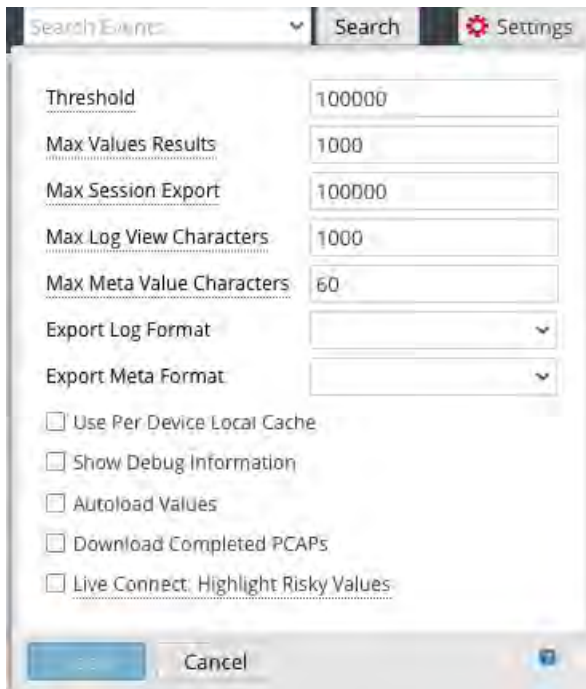 Search Events
Search
Settings
Threshold
100000
Max Values Results
1000
Max Session Export
100000
Max Log View Characters
1000
Max Meta Value Characters
60
Export Log Format
Export Meta Format
Use Per Device Local Cache
Show Debug Information
Autoload Values
Download Completed PCAPs
Live Connect: Highlight Risky Values
Cancel